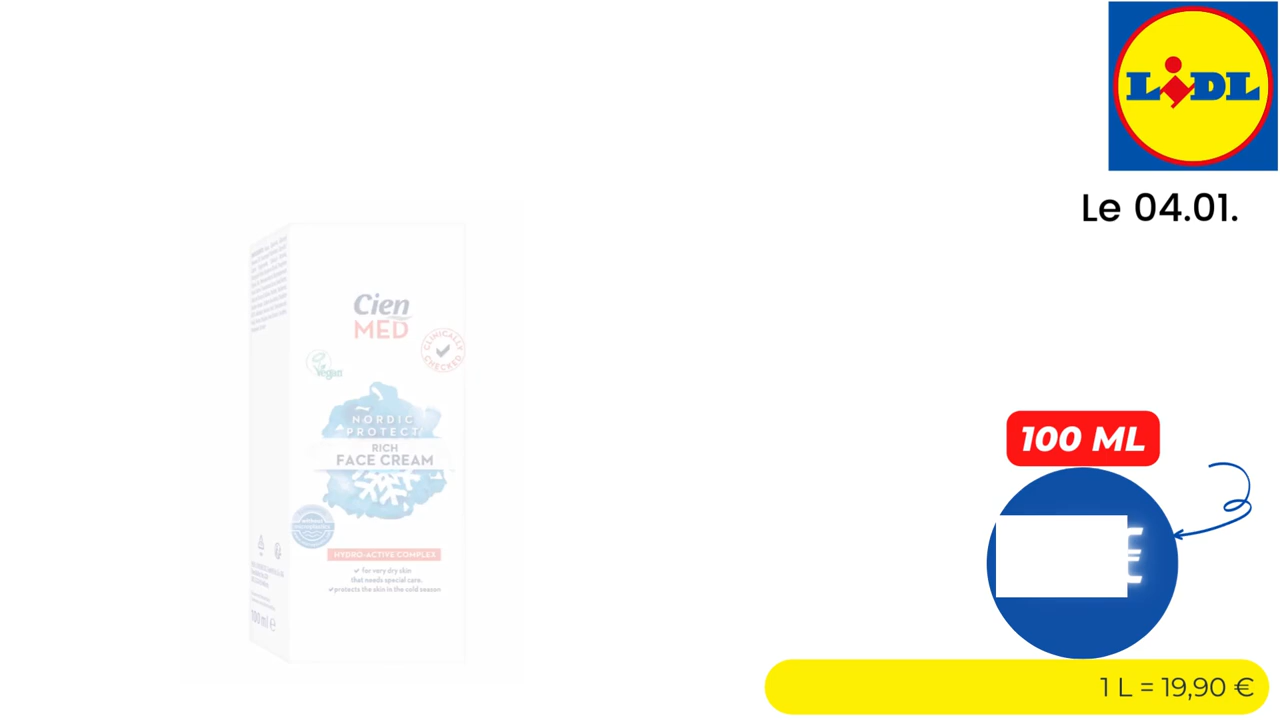 LIDL
Le 04.01.
Cien
MED
CLINICALLY
CHECKED
Vegan
NORDIC
PROTECT
RICH
FACE CREAM
without
microplastics
HYDRO-ACTIVE COMPLEX
✓ for very dry skin
that needs special care.
✓ protects the skin in the cold season
100 ml e
100 ML
€
1 L = 19,90 €